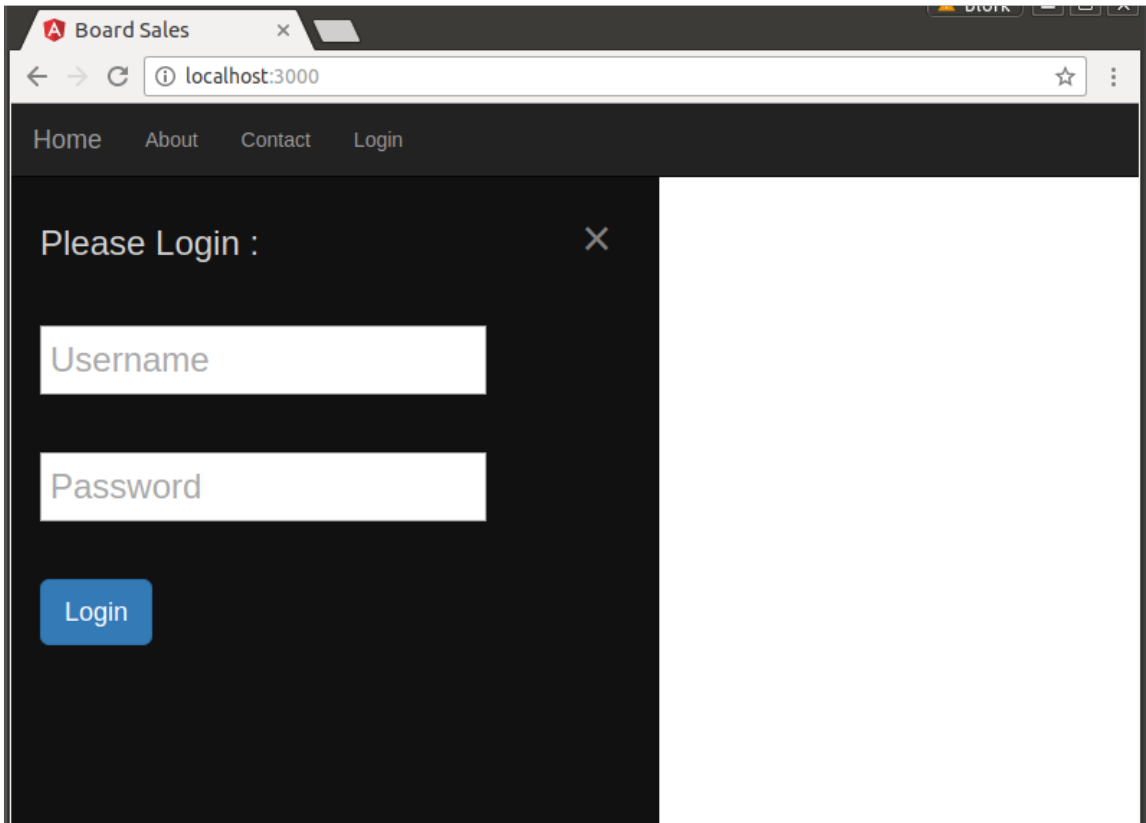 Board Sales
localhost:3000
Home About Contact Login
Please Login : ×
Username
Password
Login